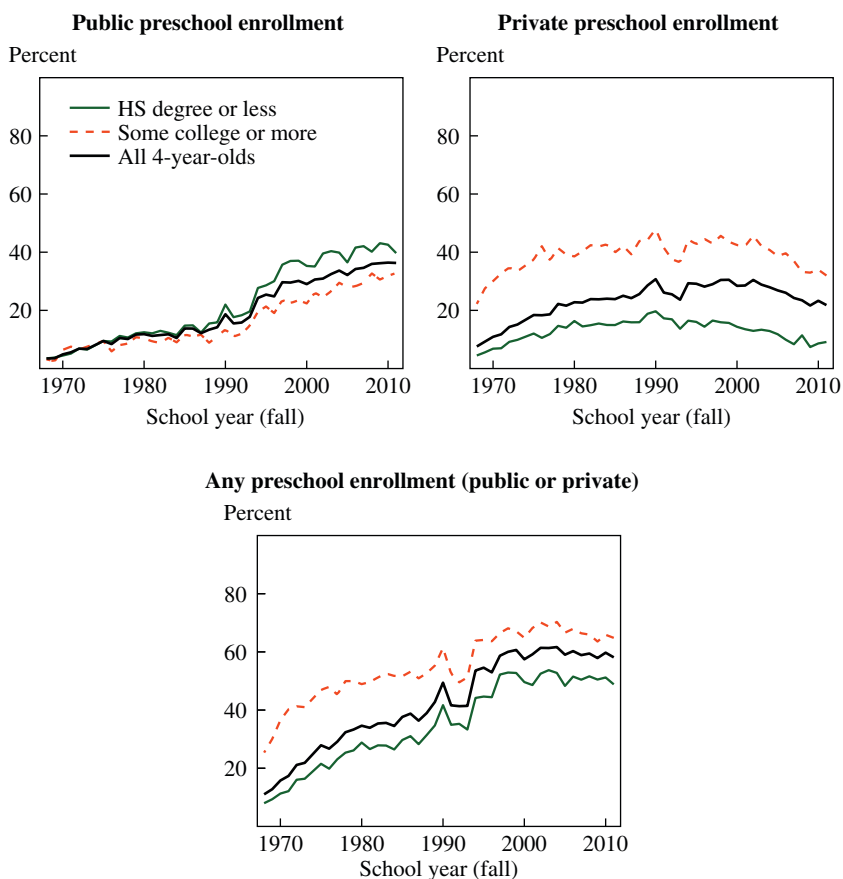 Public preschool enrollment
Percent
80
60
40
20
HS degree or less
Some college or more
All 4-year-olds
1970 1980 1990 2000 2010
School year (fall)
Private preschool enrollment
Percent
80
60
40
20
1970 1980 1990 2000 2010
School year (fall)
Any preschool enrollment (public or private)
Percent
80
60
40
20
1970 1980 1990 2000 2010
School year (fall)